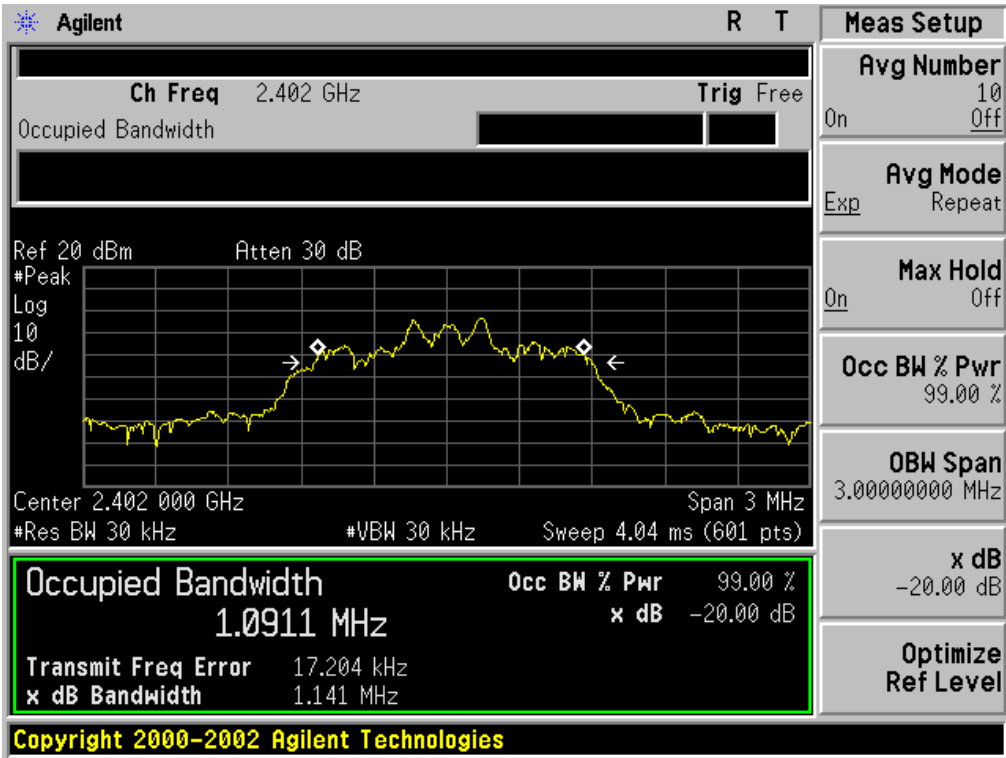 Agilent R T
Ch Freq 2.402 GHz Trig Free
Occupied Bandwidth
Ref 20 dBm Atten 30 dB
#Peak
Log
10
dB/
Center 2.402 000 GHz Span 3 MHz
#Res BW 30 kHz #VBW 30 kHz Sweep 4.04 ms (601 pts)
Occupied Bandwidth Occ BW % Pwr 99.00 %
1.0911 MHz x dB -20.00 dB
Transmit Freq Error 17.204 kHz
x dB Bandwidth 1.141 MHz
Copyright 2000-2002 Agilent Technologies
Meas Setup
Avg Number
10
On Off
Avg Mode
Exp Repeat
Max Hold
On Off
Occ BW % Pwr
99.00 %
OBW Span
3.00000000 MHz
x dB
-20.00 dB
Optimize
Ref Level